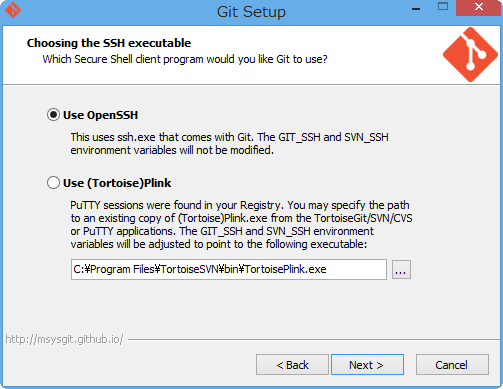 Git Setup
Choosing the SSH executable
Which Secure Shell client program would you like Git to use?
Use OpenSSH
This uses ssh.exe that comes with Git. The GIT_SSH and SVN_SSH
environment variables will not be modified.
Use (Tortoise)Plink
PuTTY sessions were found in your Registry. You may specify the path
to an existing copy of (Tortoise)Plink.exe from the TortoiseGit/SVN/CVS
or PuTTY applications. The GIT_SSH and SVN_SSH environment
variables will be adjusted to point to the following executable:
C:¥Program Files¥TortoiseSVN¥bin¥TortoisePlink.exe
...
http://msysgit.github.io/
< Back
Next >
Cancel